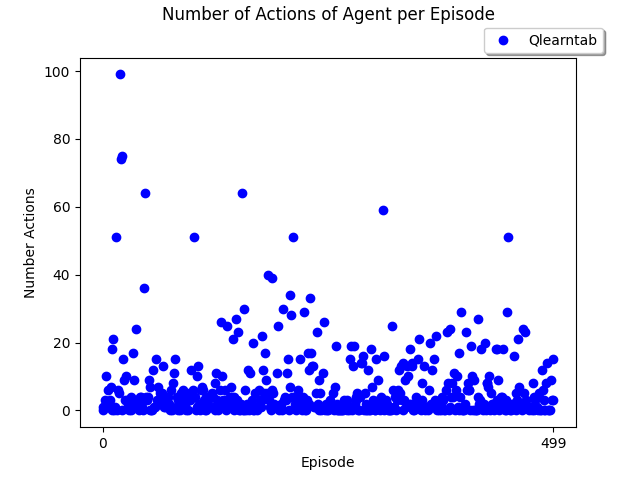 Number of Actions of Agent per Episode
Qlearntab
100
80
60
40
20
0
Number Actions
0
499
Episode